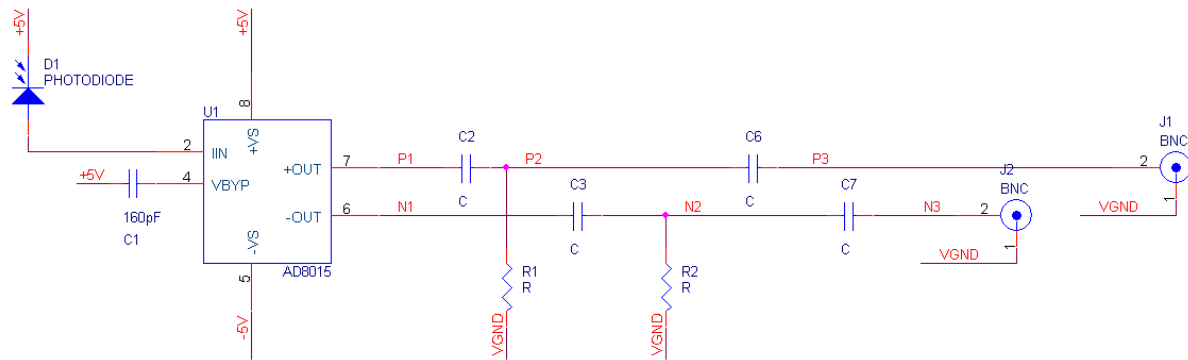 +5V
+5V
D1
PHOTODIODE
8
U1
+VS
2
IIN
+5V
4
VBYP
160pF
C1
+OUT
7
P1
C2
C
P2
C6
C
P3
2
J1
BNC
1
VGND
-OUT
6
N1
C3
C
N2
C7
C
N3
2
J2
BNC
1
VGND
-VS
AD8015
5
-5V
R1
R
VGND
R2
R
VGND